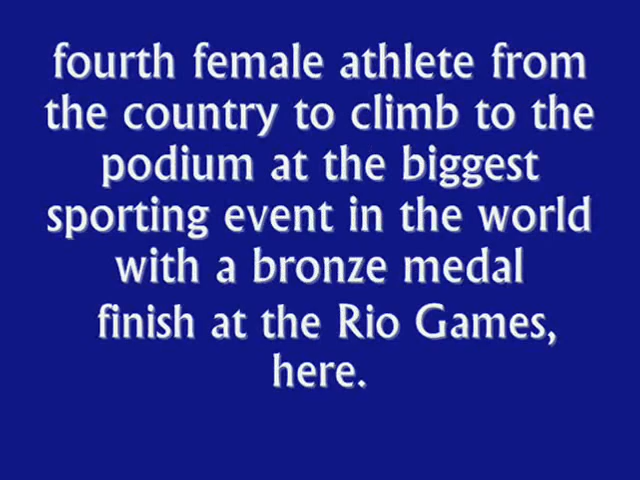 fourth female athlete from
the country to climb to the
podium at the biggest
sporting event in the world
with a bronze medal
finish at the Rio Games,
here.